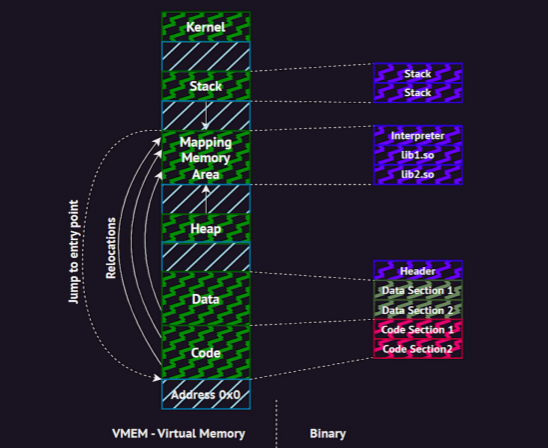 Kernel
Stack
Mapping
Memory
Area
Heap
Data
Code
Address 0x0
Jump to entry point
Relocations
Stack
Stack
Interpreter
lib1.so
lib2.so
Header
Data Section 1
Data Section 2
Code Section 1
Code Section2
VMEM - Virtual Memory
Binary